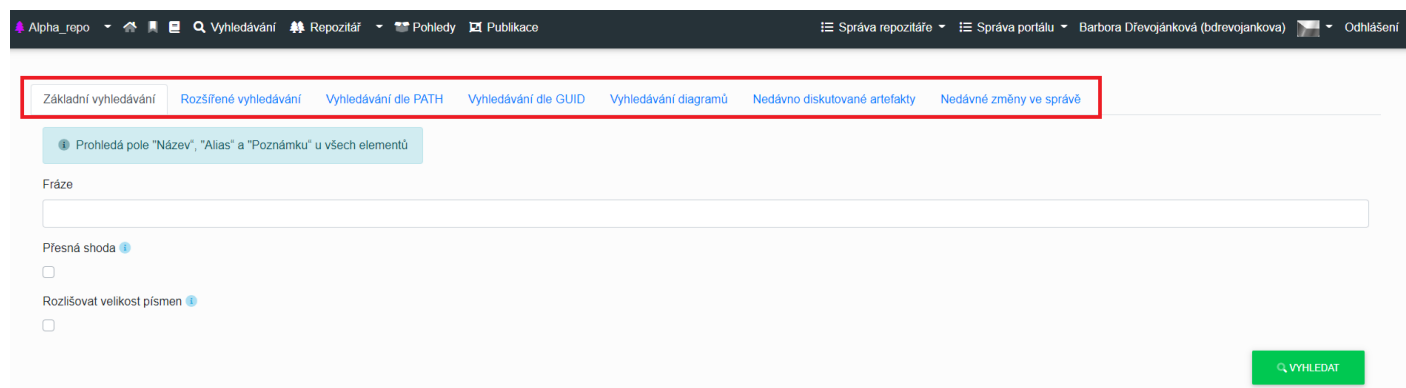 Alpha_repo Vyhledávání Repozitář Pohledy Publikace Správa repozitáře Správa portálu Barbora Dřevojánková (bdrevojankova) Odhlášení
Základní vyhledávání Rozšířené vyhledávání Vyhledávání dle PATH Vyhledávání dle GUID Vyhledávání diagramů Nedávno diskutované artefakty Nedávné změny ve správě
Prohledá pole "Název", "Alias" a "Poznámku" u všech elementů
Fráze
Přesná shoda
Rozlišovat velikost písmen
VYHLEDAT